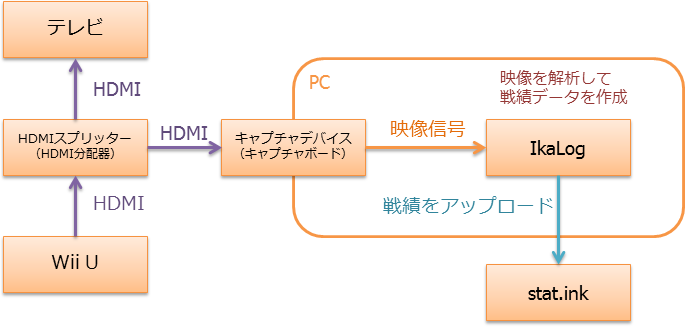 テレビ
HDMI
HDMIスプリッター
（HDMI分配器）
HDMI
HDMI
Wii U
キャプチャデバイス
（キャプチャボード）
PC
映像信号
映像を解析して
戦績データを作成
IkaLog
戦績をアップロード
stat.ink